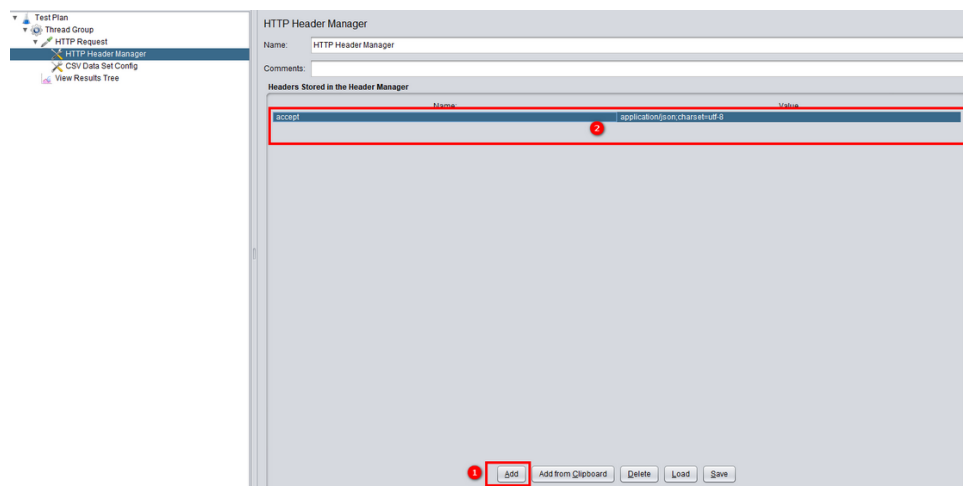 Test Plan
Thread Group
HTTP Request
HTTP Header Manager
CSV Data Set Config
View Results Tree
HTTP Header Manager
Name: HTTP Header Manager
Comments:
Headers Stored in the Header Manager
Name: Value
accept application/json;charset=utf-8
2
1 Add Add from Clipboard Delete Load Save